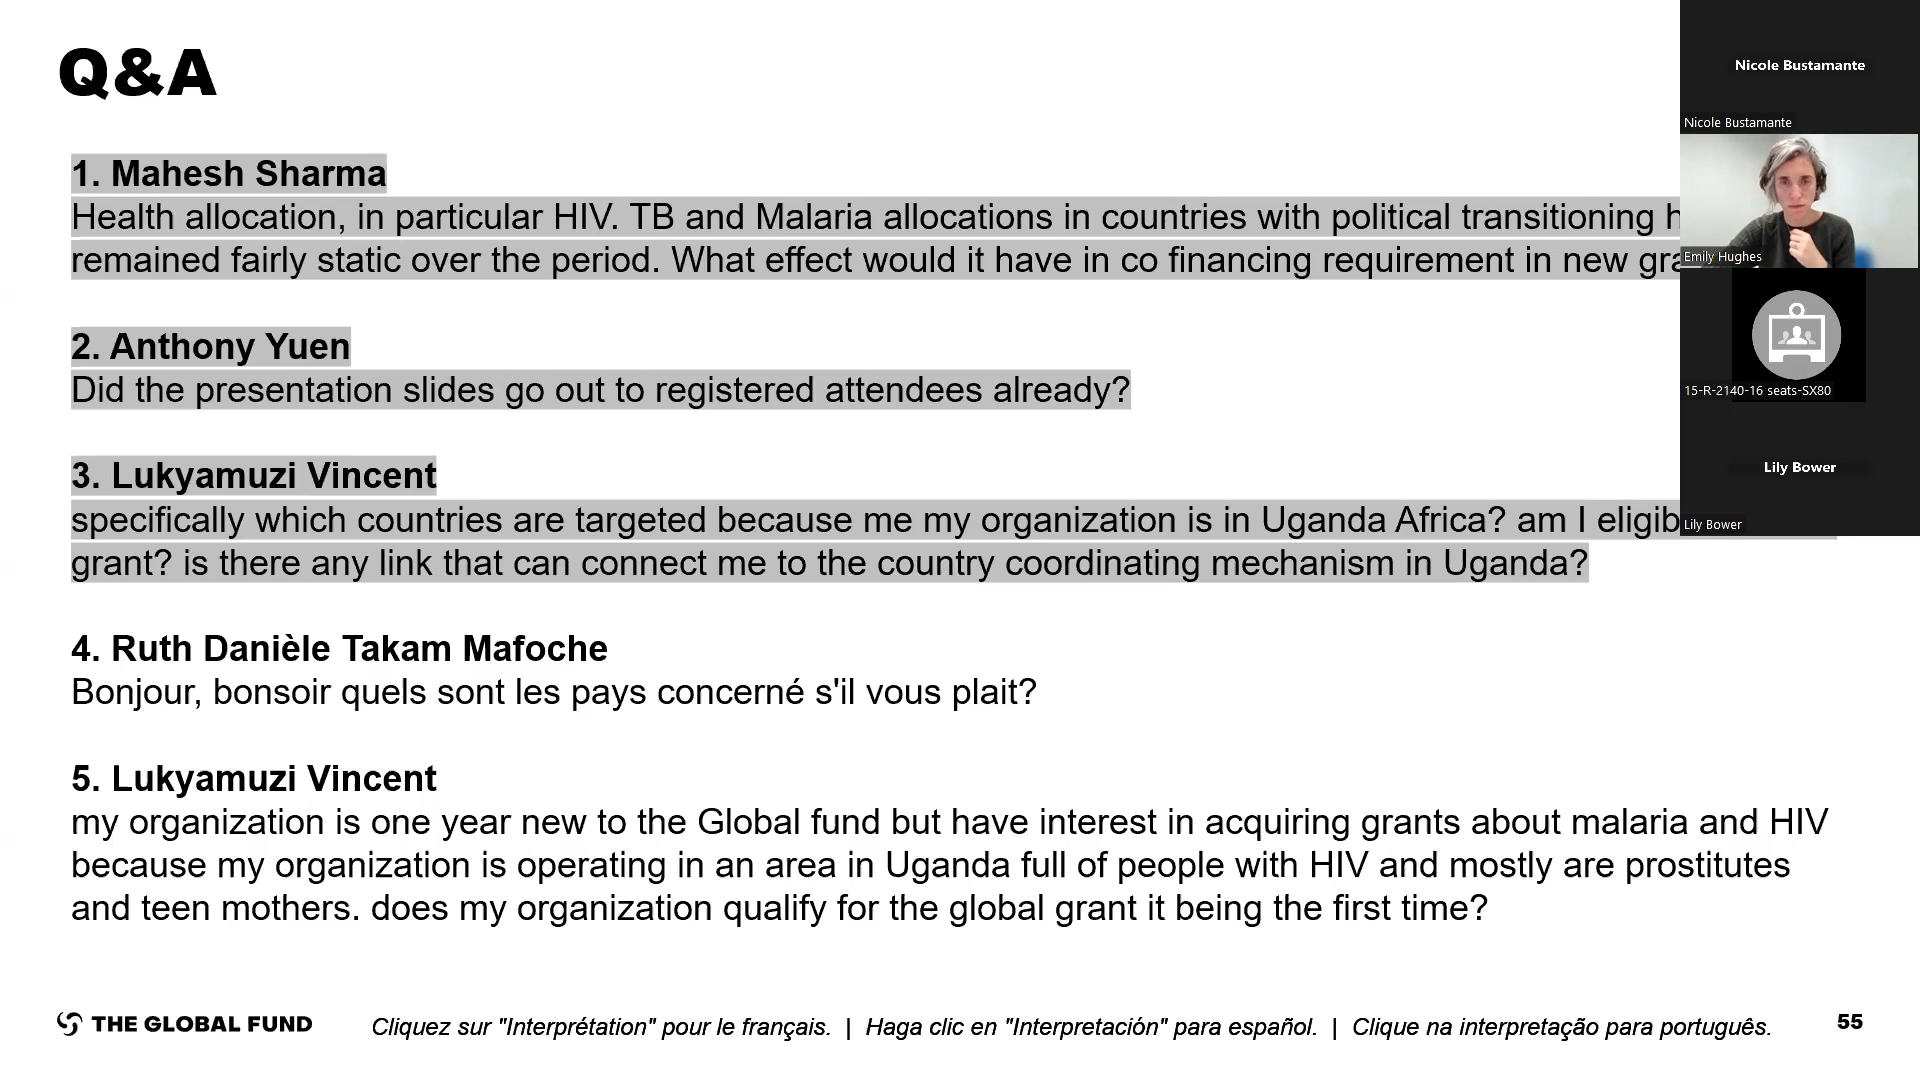 Q&A
1. Mahesh Sharma
Health allocation, in particular HIV. TB and Malaria allocations in countries with political transitioning
remained fairly static over the period. What effect would it have in co financing requirement in new
2. Anthony Yuen
Did the presentation slides go out to registered attendees already?
3. Lukyamuzi Vincent
specifically which countries are targeted because me my organization is in Uganda Africa? am I
grant? is there any link that can connect me to the country coordinating mechanism in Uganda?
4. Ruth Danièle Takam Mafoche
Bonjour, bonsoir quels sont les pays concerné s'il vous plait?
5. Lukyamuzi Vincent
my organization is one year new to the Global fund but have interest in acquiring grants about malaria and HIV
because my organization is operating in an area in Uganda full of people with HIV and mostly are prostitutes
and teen mothers. does my organization qualify for the global grant it being the first time?
THE GLOBAL FUND
Cliquez sur "Interprétation" pour le français. | Haga clic en "Interpretación" para español. | Clique na interpretação para português.
55
Nicole Bustamante
Nicole Bustamante
Emily Hughes
15-R-2140-16 seats-SX80
Lily Bower
Lily Bower